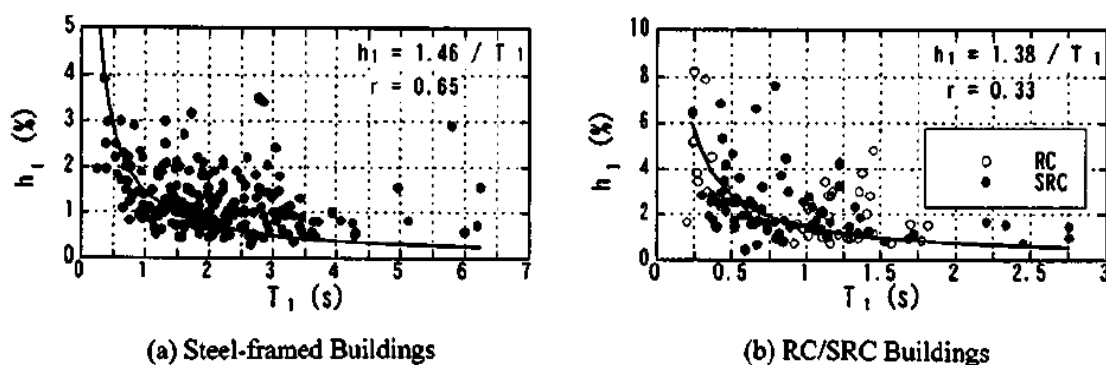 5
4
3
2
1
0
h₁ (%)
h₁ = 1.46 / T₁
r = 0.65
0 1 2 3 4 5 6 7
T₁ (s)
(a) Steel-framed Buildings
10
8
6
4
2
0
h₁ (%)
h₁ = 1.38 / T₁
r = 0.33
RC
SRC
0 0.5 1 1.5 2 2.5 3
T₁ (s)
(b) RC/SRC Buildings